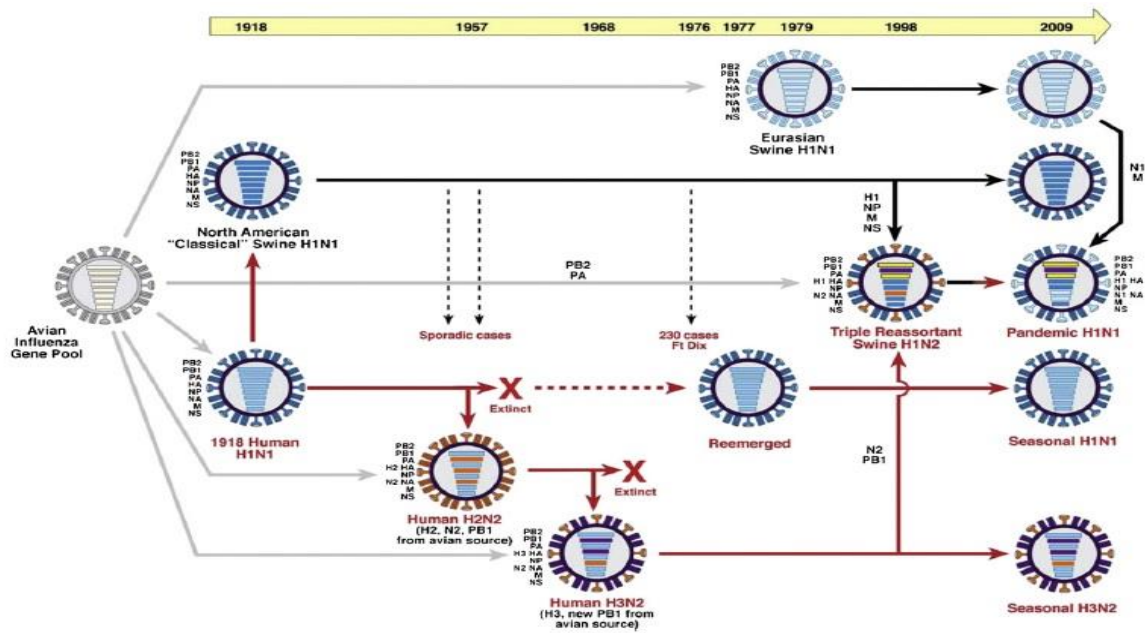 1918 1957 1968 1976 1977 1979 1998 2009
PB2
PB1
PA
HA
NP
NA
M
NS
Eurasian
Swine H1N1
N1
M
PB2
PB1
PA
HA
NP
NA
M
NS
North American
"Classical" Swine H1N1
H1
NP
M
NS
Avian
Influenza
Gene Pool
PB2
PA
Sporadic cases
230 cases
Ft Dix
PB2
PB1
PA
H1 HA
NP
N2 NA
M
NS
Triple Reassortant
Swine H1N2
PB2
PB1
PA
H1 HA
NP
N1 NA
M
NS
Pandemic H1N1
PB2
PB1
PA
HA
NP
NA
M
NS
1918 Human
H1N1
X
Extinct
Reemerged
Seasonal H1N1
PB2
PB1
PA
H2 HA
NP
N2 NA
M
NS
Human H2N2
(H2, N2, PB1
from avian source)
X
Extinct
N2
PB1
PB2
PB1
PA
H3 HA
NP
N2 NA
M
NS
Human H3N2
(H3, new PB1 from
avian source)
Seasonal H3N2